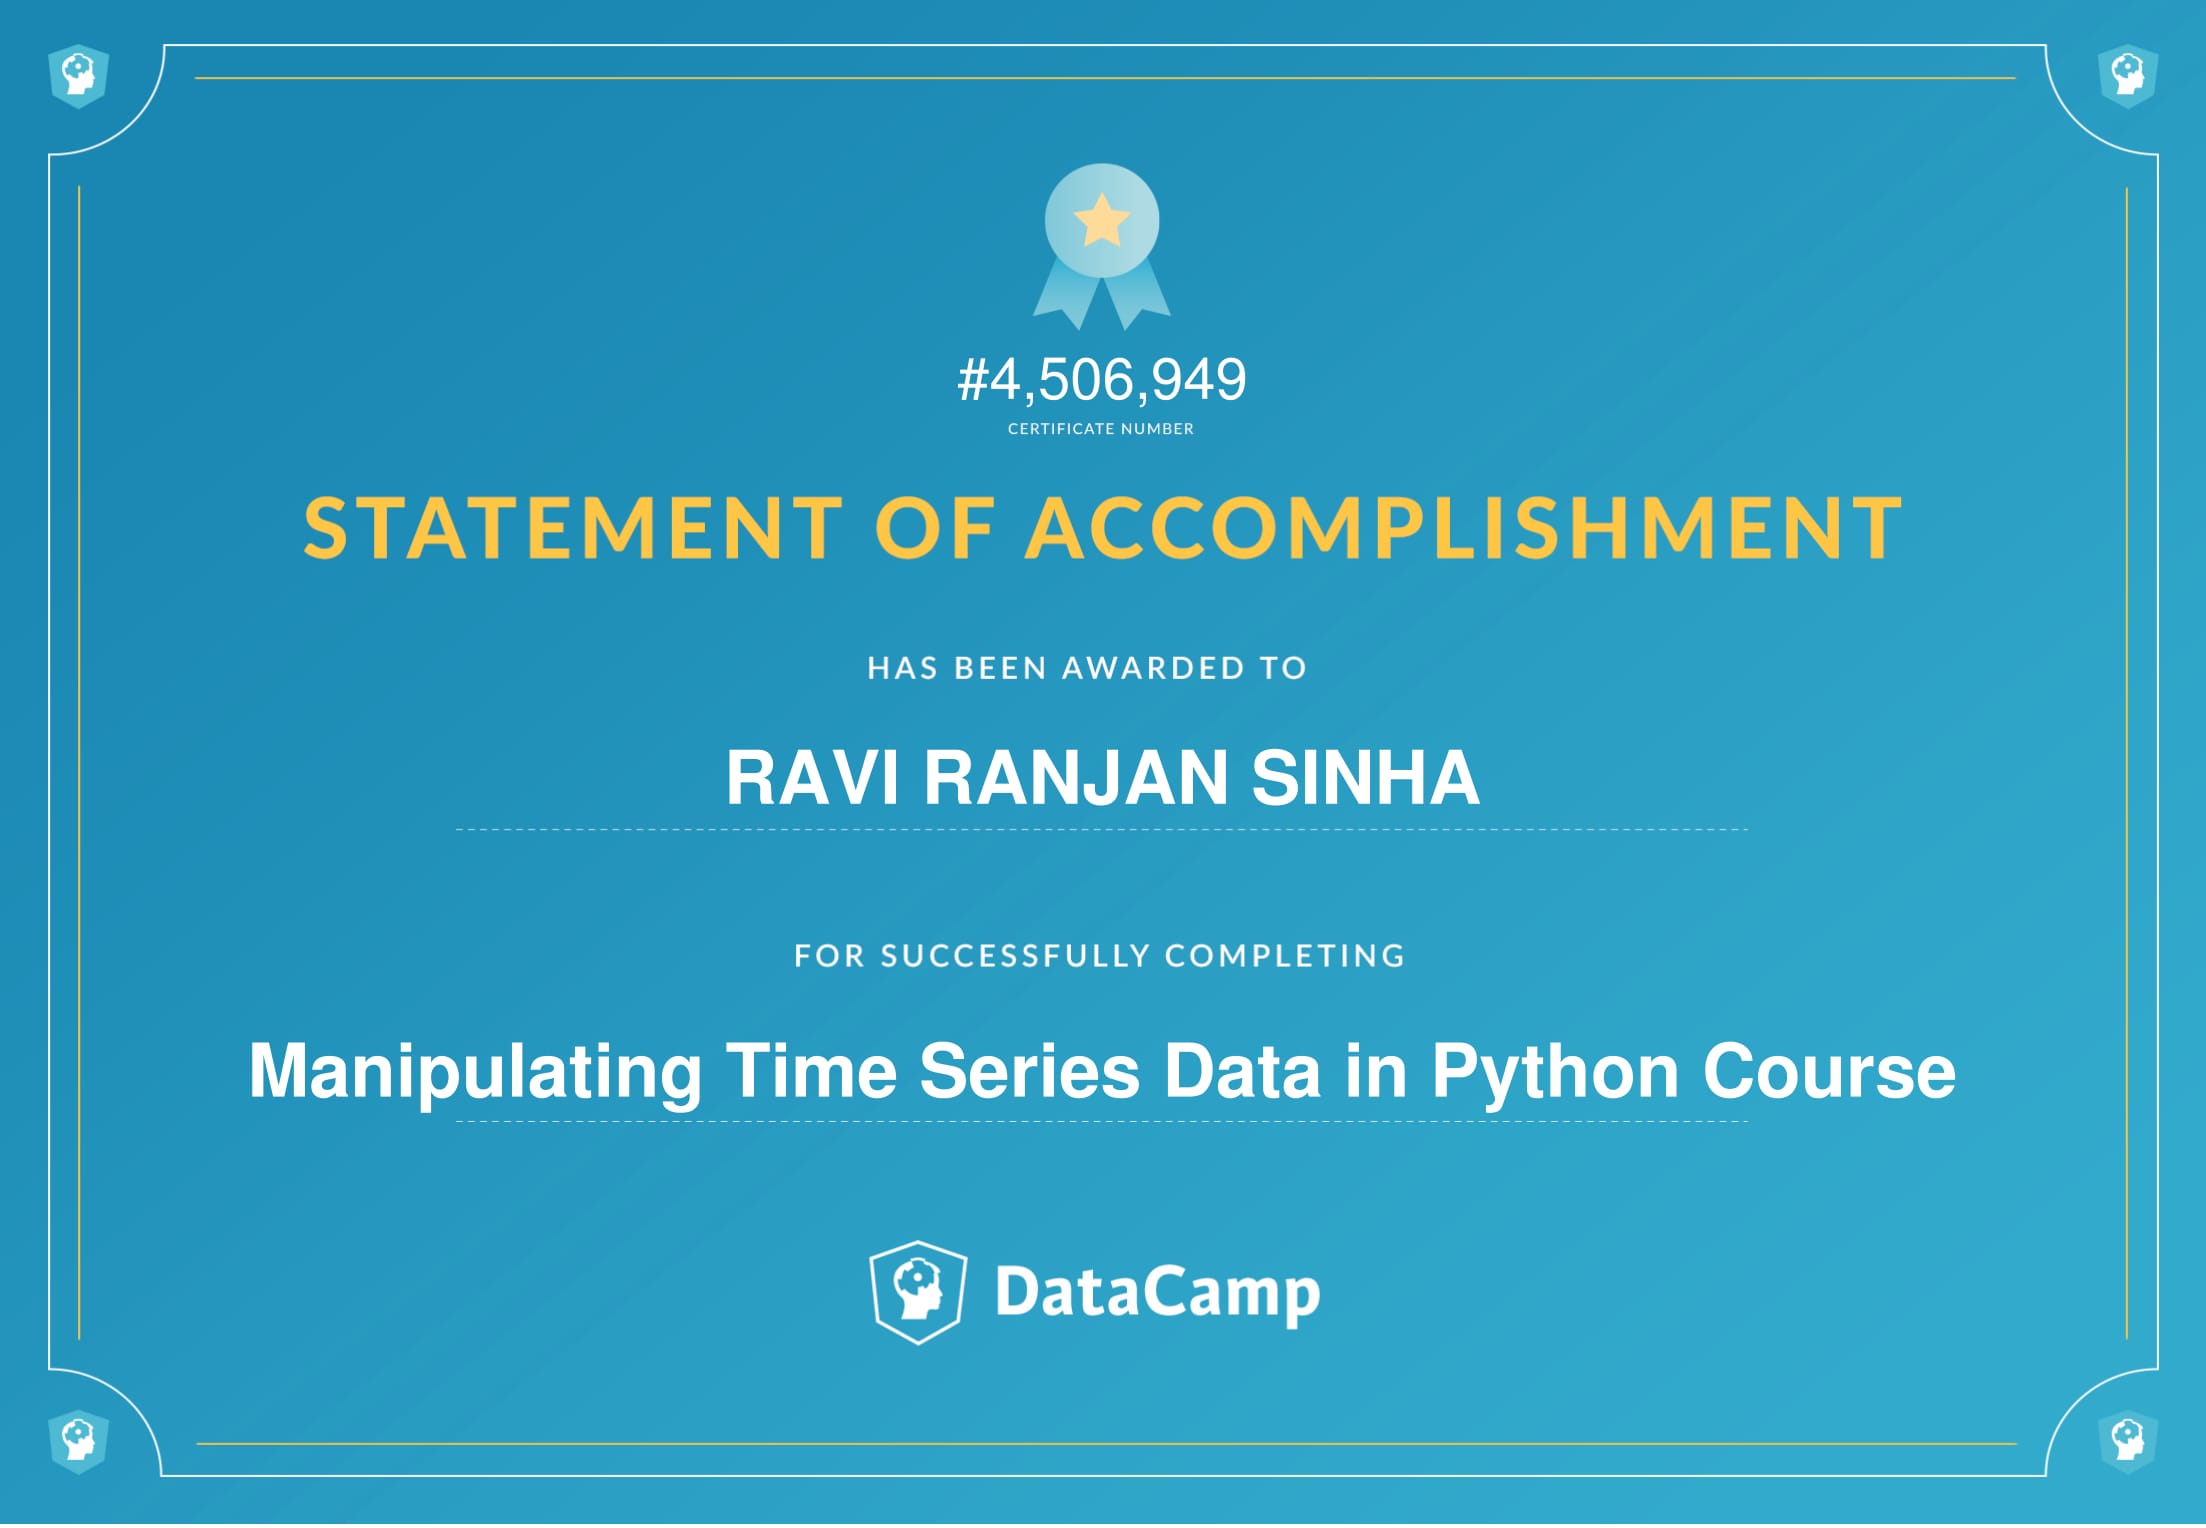 #4,506,949
CERTIFICATE NUMBER
STATEMENT OF ACCOMPLISHMENT
HAS BEEN AWARDED TO
RAVI RANJAN SINHA
FOR SUCCESSFULLY COMPLETING
Manipulating Time Series Data in Python Course
DataCamp